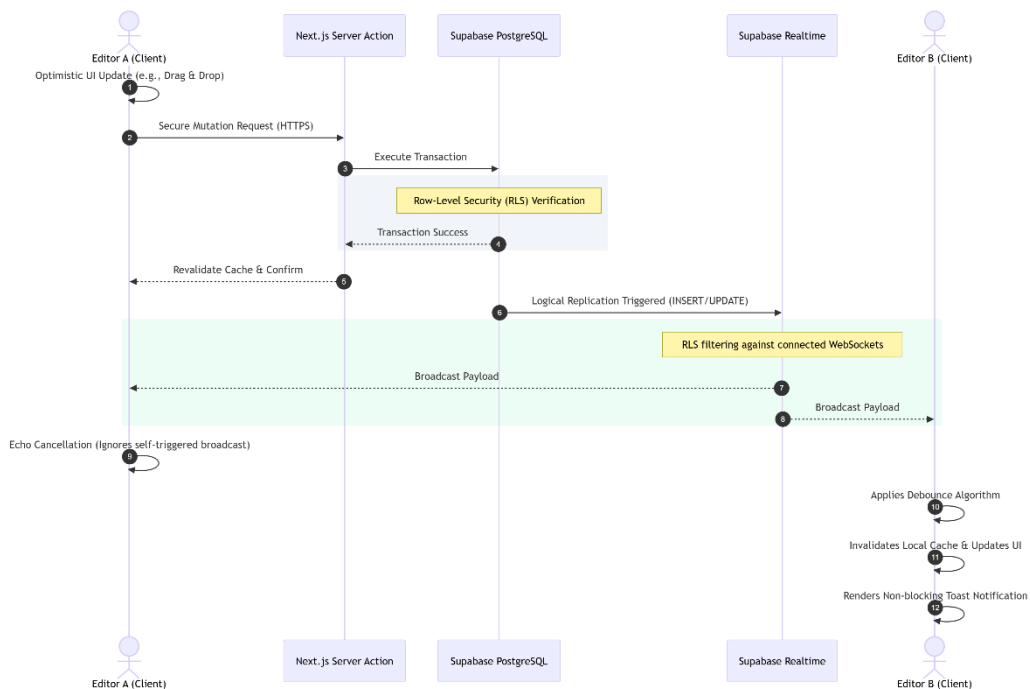 Next.js Server Action
Supabase PostgreSQL
Supabase Realtime
Editor A (Client)
Editor B (Client)
Optimistic UI Update (e.g., Drag & Drop)
1
Secure Mutation Request (HTTPS)
2
Execute Transaction
3
Row-Level Security (RLS) Verification
Transaction Success
4
Revalidate Cache & Confirm
5
Logical Replication Triggered (INSERT/UPDATE)
6
RLS filtering against connected WebSockets
Broadcast Payload
7
Broadcast Payload
8
Echo Cancellation (Ignores self-triggered broadcast)
9
Applies Debounce Algorithm
10
Invalidates Local Cache & Updates UI
11
Renders Non-blocking Toast Notification
12
Next.js Server Action
Supabase PostgreSQL
Supabase Realtime
Editor A (Client)
Editor B (Client)